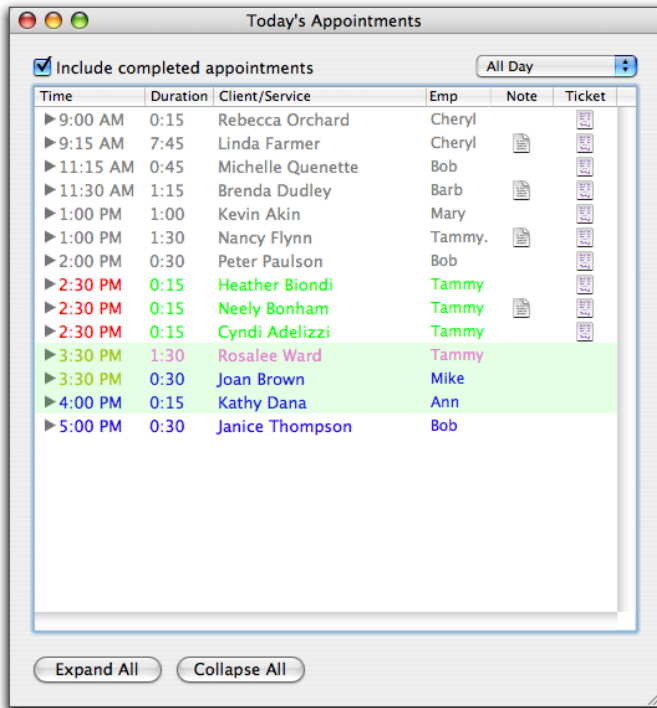 Today's Appointments
Include completed appointments All Day
Time Duration Client/Service Emp Note Ticket
9:00 AM 0:15 Rebecca Orchard Cheryl
9:15 AM 7:45 Linda Farmer Cheryl
11:15 AM 0:45 Michelle Quenette Bob
11:30 AM 1:15 Brenda Dudley Barb
1:00 PM 1:00 Kevin Akin Mary
1:00 PM 1:30 Nancy Flynn Tammy.
2:00 PM 0:30 Peter Paulson Bob
2:30 PM 0:15 Heather Biondi Tammy
2:30 PM 0:15 Neely Bonham Tammy
2:30 PM 0:15 Cyndi Adelizzi Tammy
3:30 PM 1:30 Rosalee Ward Tammy
3:30 PM 0:30 Joan Brown Mike
4:00 PM 0:15 Kathy Dana Ann
5:00 PM 0:30 Janice Thompson Bob
Expand All Collapse All